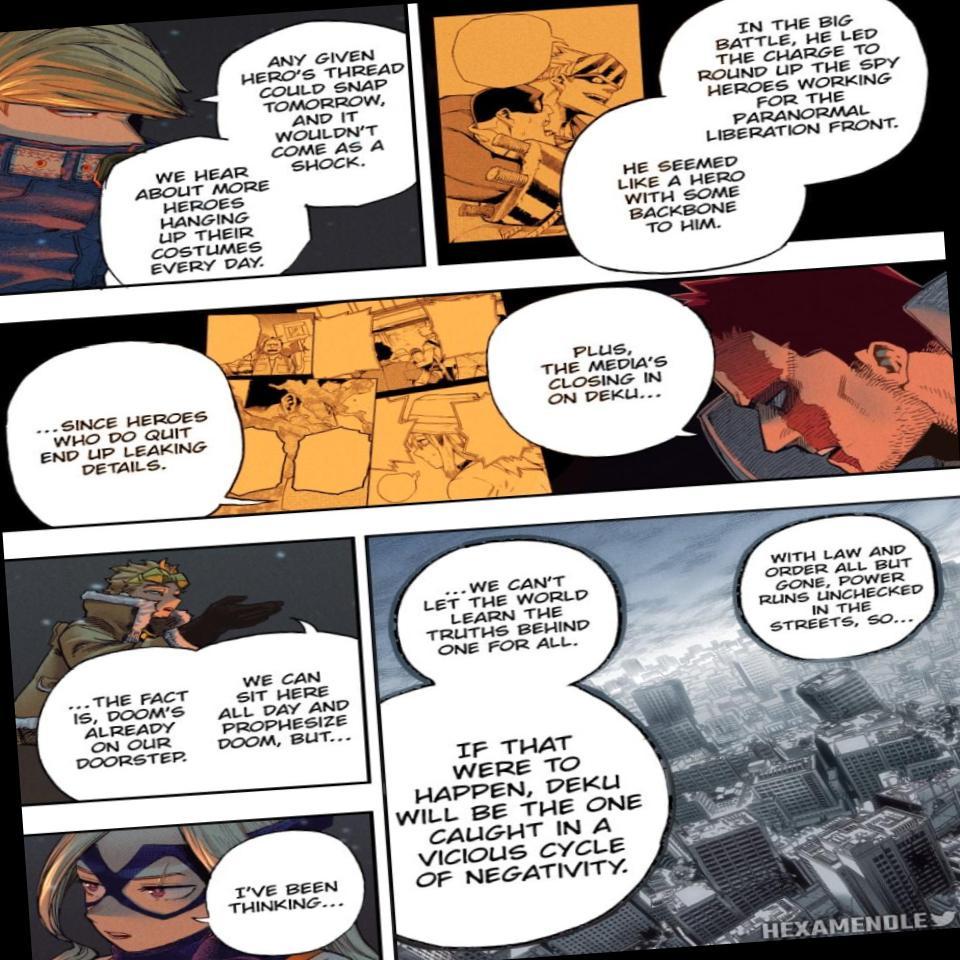 IN THE BIG
BATTLE, HE LED
THE CHARGE TO
ROUND UP THE SPY
HEROES WORKING
FOR THE
PARANORMAL
LIBERATION FRONT.
HE SEEMED
LIKE A HERO
WITH SOME
BACKBONE
TO HIM.
ANY GIVEN
HERO'S THREAD
COULD SNAP
TOMORROW,
AND IT
WOULDN'T
COME AS A
SHOCK.
WE HEAR
ABOUT MORE
HEROES
HANGING
UP THEIR
COSTUMES
EVERY DAY.
PLUS,
THE MEDIA'S
CLOSING IN
ON DEKU...
...SINCE HEROES
WHO DO QUIT
END UP LEAKING
DETAILS.
WITH LAW AND
ORDER ALL BUT
GONE, POWER
RUNS UNCHECKED
IN THE
STREETS, SO...
...WE CAN'T
LET THE WORLD
LEARN THE
TRUTHS BEHIND
ONE FOR ALL.
IF THAT
WERE TO
HAPPEN, DEKU
WILL BE THE ONE
CAUGHT IN A
VICIOUS CYCLE
OF NEGATIVITY.
WE CAN
SIT HERE
ALL DAY AND
PROPHESIZE
DOOM, BUT...
...THE FACT
IS, DOOM'S
ALREADY
ON OUR
DOORSTEP.
I'VE BEEN
THINKING...
HEXAMENDLE